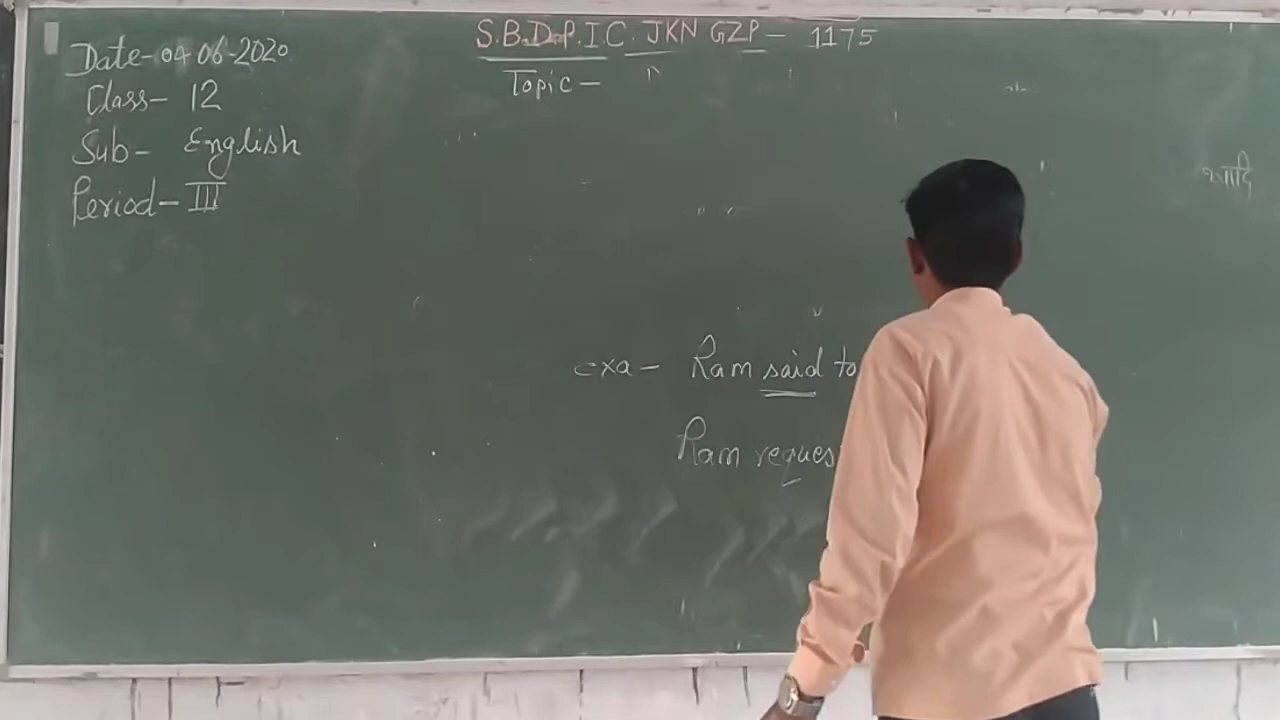 S.B.D.P.I.C. JKN GZP - 1175
Date - 04-06-2020
Topic -
Class - 12
Sub - English
Period - III
आदि
exa - Ram said to
Ram reques